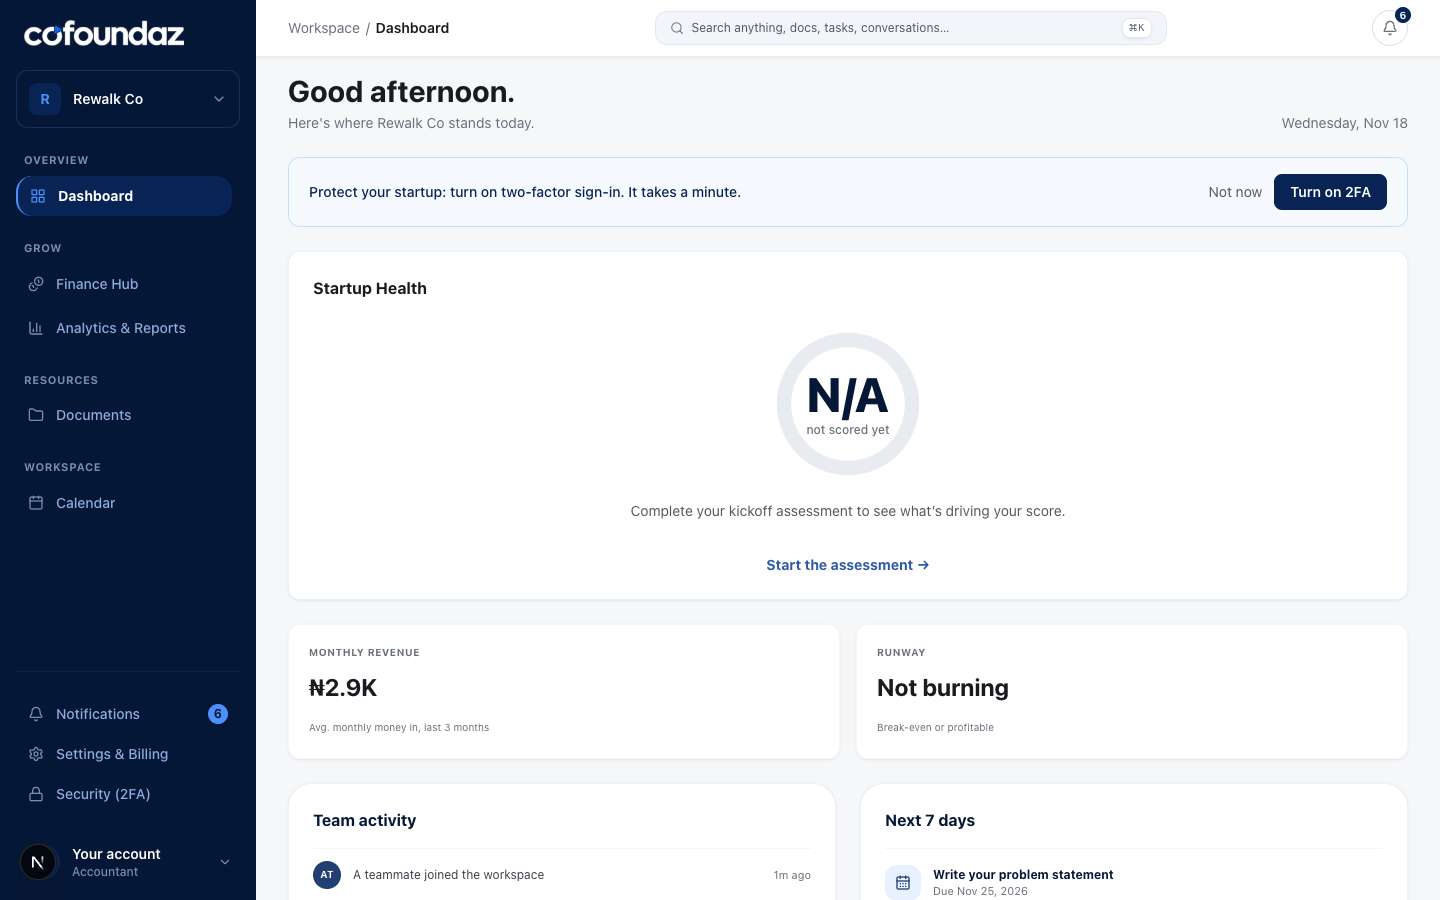 cofoundaz
R
Rewalk Co
OVERVIEW
Dashboard
GROW
Finance Hub
Analytics & Reports
RESOURCES
Documents
WORKSPACE
Calendar
Notifications
6
Settings & Billing
Security (2FA)
N
Your account
Accountant
Workspace / Dashboard
Search anything, docs, tasks, conversations...
⌘K
6
Good afternoon.
Here's where Rewalk Co stands today.
Wednesday, Nov 18
Protect your startup: turn on two-factor sign-in. It takes a minute.
Not now
Turn on 2FA
Startup Health
N/A
not scored yet
Complete your kickoff assessment to see what's driving your score.
Start the assessment →
MONTHLY REVENUE
₦2.9K
Avg. monthly money in, last 3 months
RUNWAY
Not burning
Break-even or profitable
Team activity
AT
A teammate joined the workspace
1m ago
Next 7 days
Write your problem statement
Due Nov 25, 2026